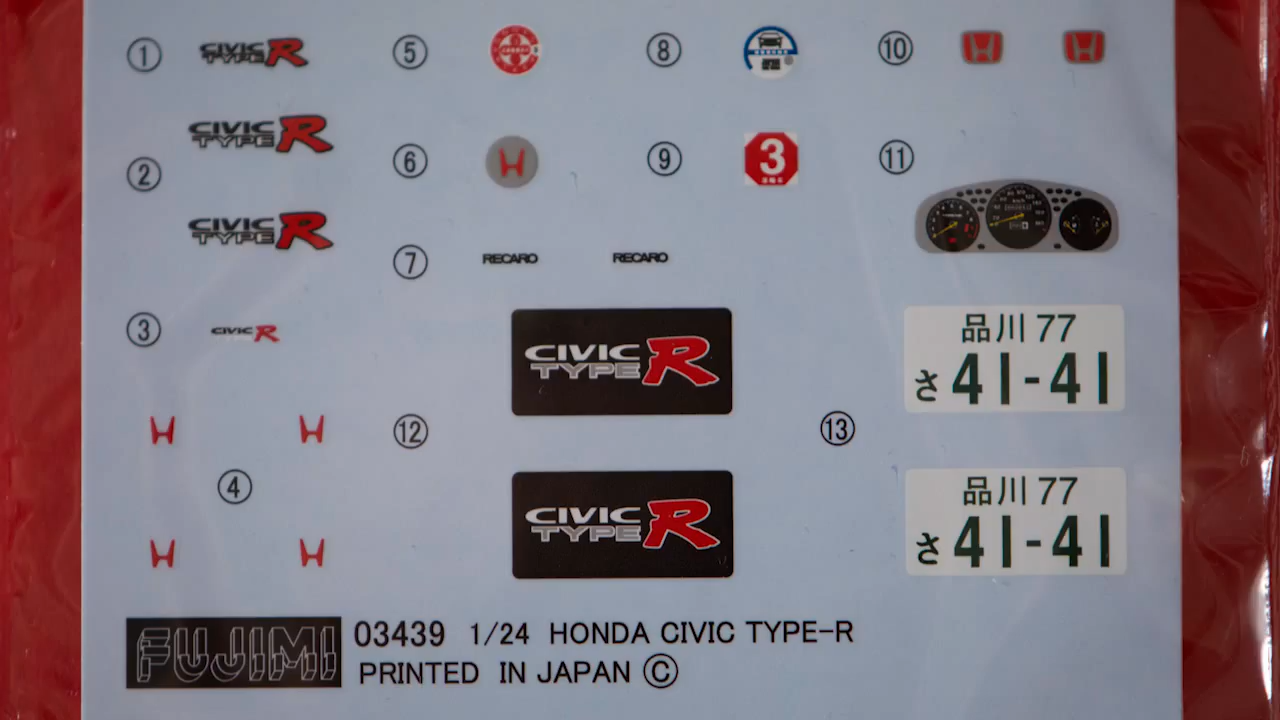 ① CIVIC TYPE R
⑤
⑧
⑩ H H
② CIVIC TYPE R
CIVIC TYPE R
⑥ H
⑨ 3
⑪
⑦ RECARO RECARO
③ CIVIC R
④ H H
H H
⑫ CIVIC TYPE R
CIVIC TYPE R
⑬ 品川 77
さ 41-41
品川 77
さ 41-41
FUJIMI 03439 1/24 HONDA CIVIC TYPE-R
PRINTED IN JAPAN Ⓒ